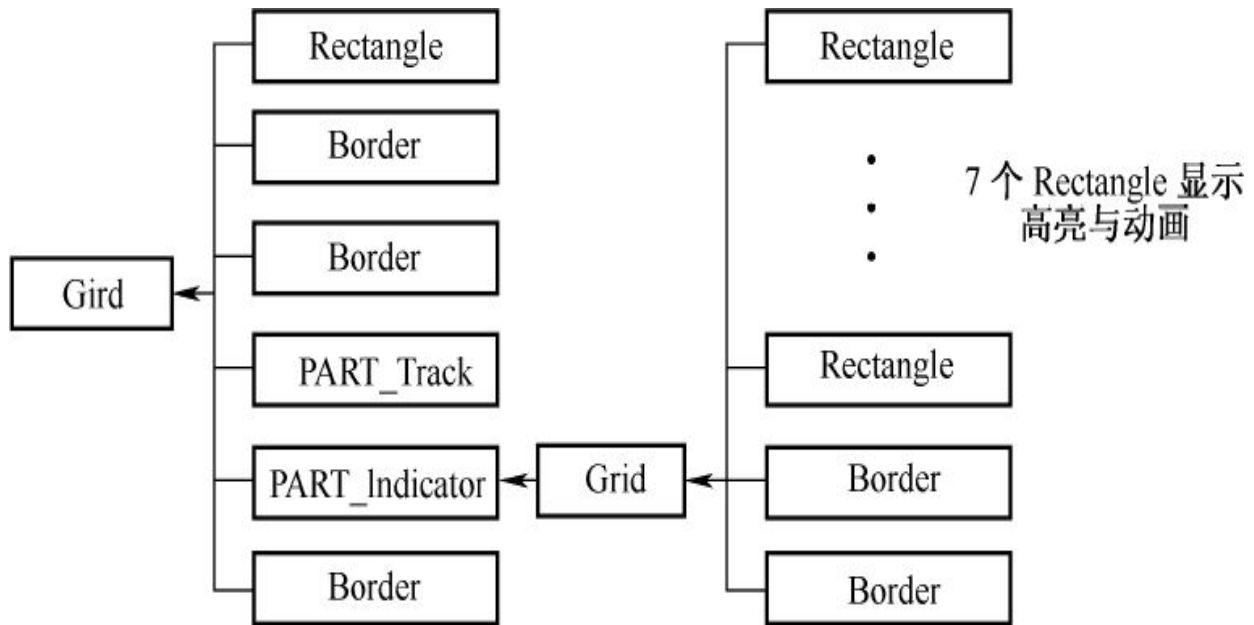 Rectangle
Border
Border
Gird
PART_Track
PART_Indicator
Border
Grid
Rectangle
7 个 Rectangle 显示
高亮与动画
Rectangle
Border
Border